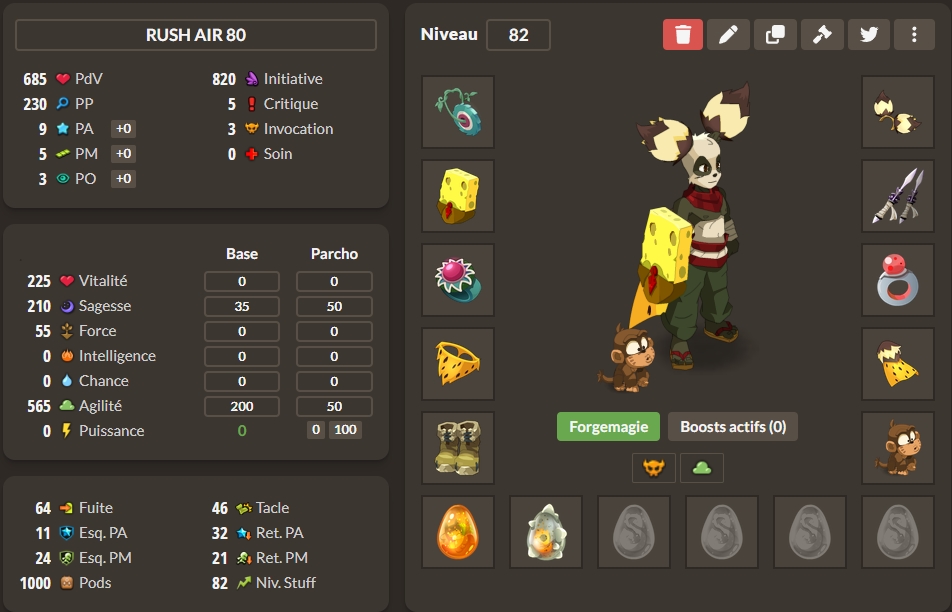 RUSH AIR 80
685 PdV 820 Initiative
230 PP 5 Critique
9 PA +0 3 Invocation
5 PM +0 0 Soin
3 PO +0
Base Parcho
225 Vitalité 0 0
210 Sagesse 35 50
55 Force 0 0
0 Intelligence 0 0
0 Chance 0 0
565 Agilité 200 50
0 Puissance 0 0 100
64 Fuite 46 Tacle
11 Esq. PA 32 Ret. PA
24 Esq. PM 21 Ret. PM
1000 Pods 82 Niv. Stuff
Niveau 82
Forgemagie Boosts actifs (0)